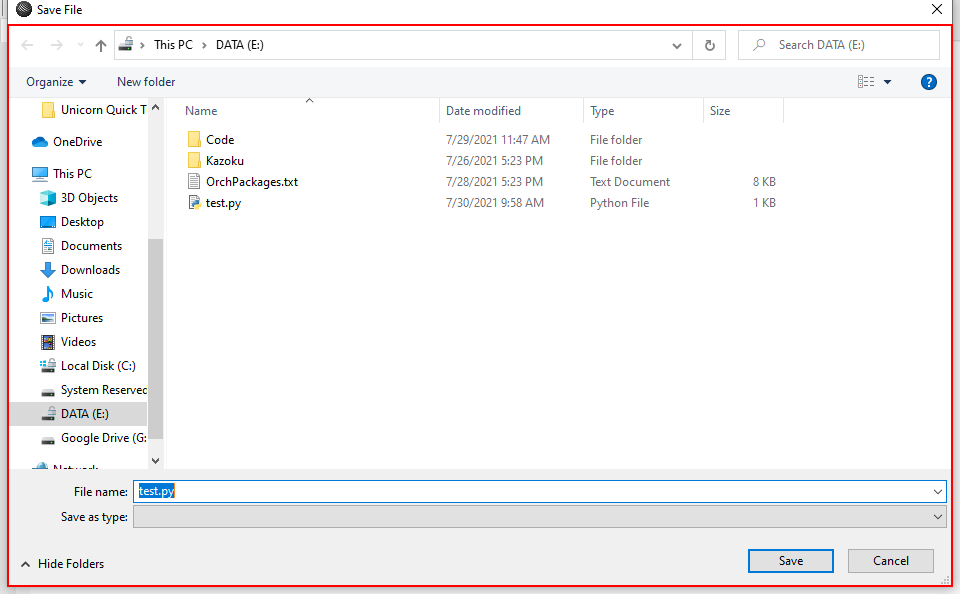 Save File
This PC > DATA (E:)
Search DATA (E:)
Organize
New folder
?
Unicorn Quick T
OneDrive
This PC
3D Objects
Desktop
Documents
Downloads
Music
Pictures
Videos
Local Disk (C:)
System Reserved
DATA (E:)
Google Drive (G:
Network
Name Date modified Type Size
Code 7/29/2021 11:47 AM File folder
Kazoku 7/26/2021 5:23 PM File folder
OrchPackages.txt 7/28/2021 5:23 PM Text Document 8 KB
test.py 7/30/2021 9:58 AM Python File 1 KB
File name: test.py
Save as type:
Hide Folders
Save
Cancel